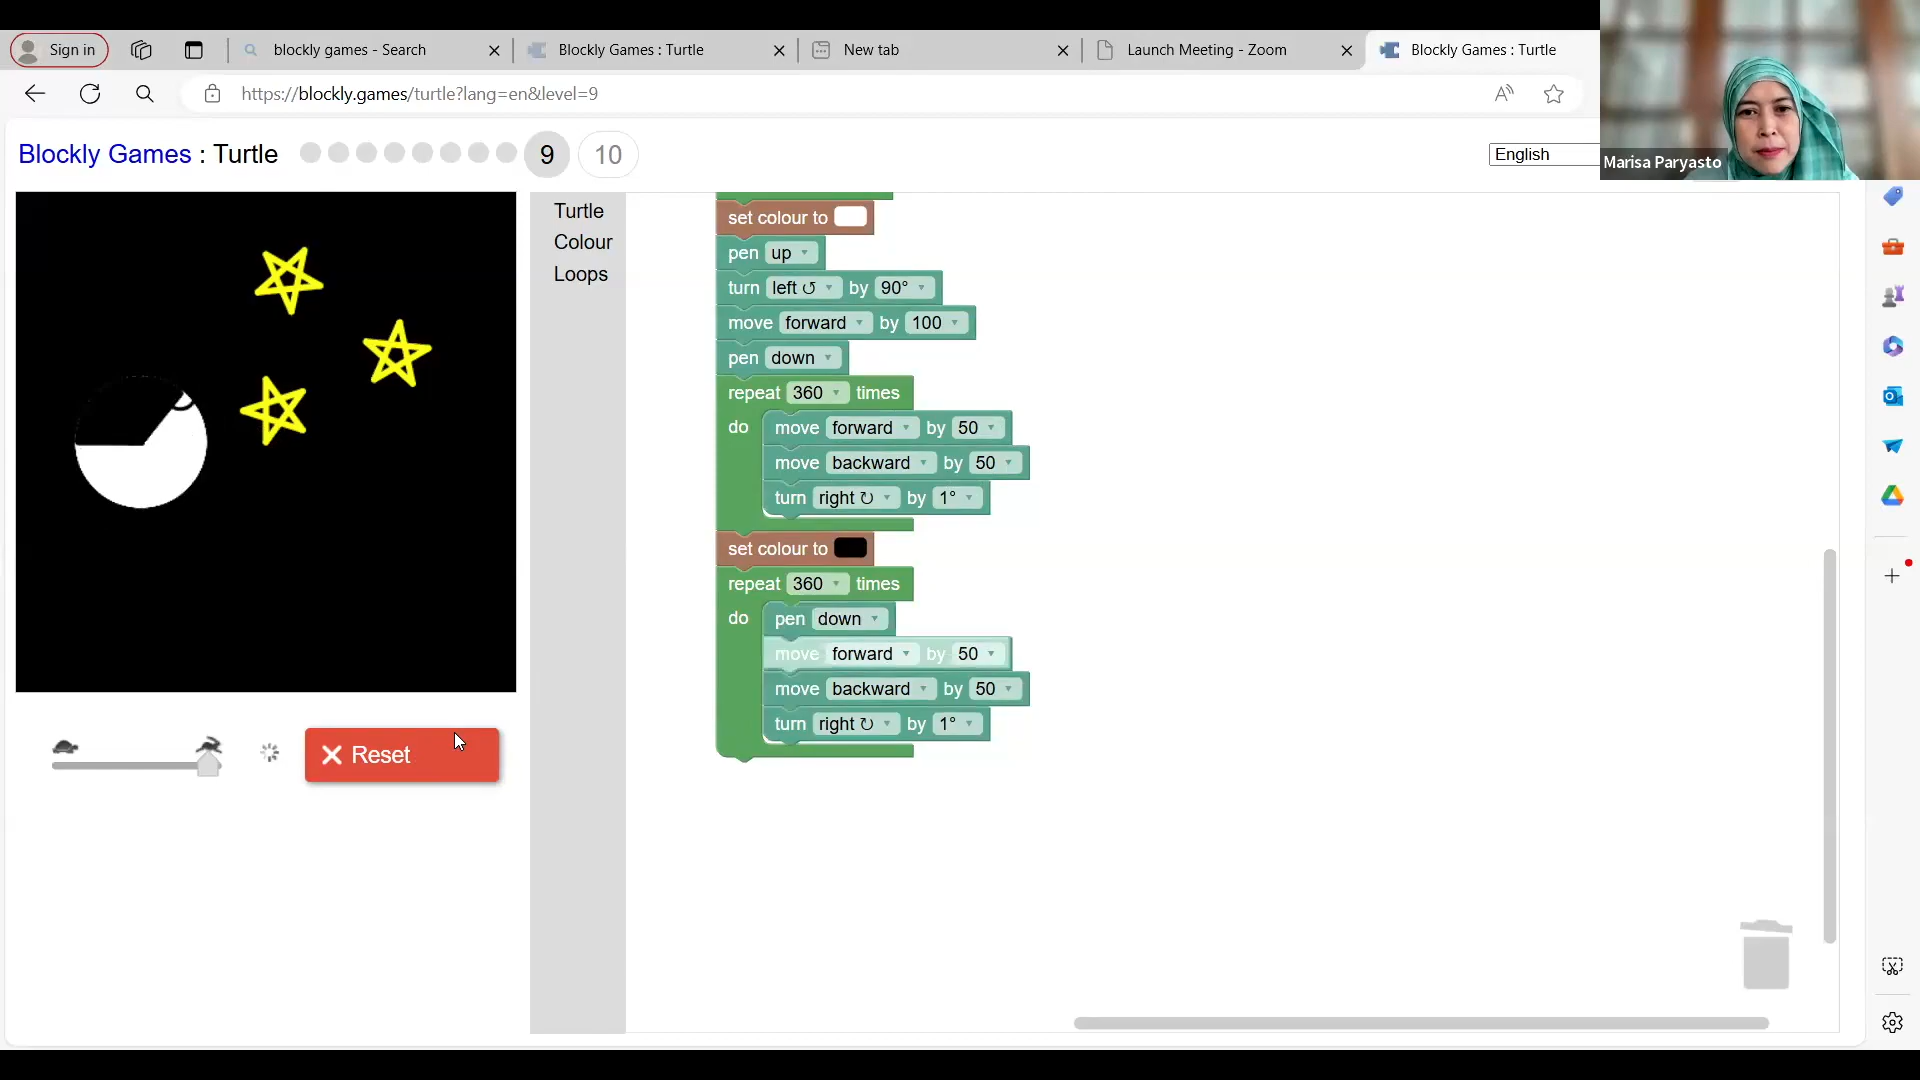 Sign in
blockly games - Search
Blockly Games : Turtle
New tab
Launch Meeting - Zoom
Blockly Games : Turtle
https://blockly.games/turtle?lang=en&level=9
Marisa Paryasto
Blockly Games : Turtle 9 10
English
Turtle
Colour
Loops
set colour to
pen up
turn left ↺ by 90°
move forward by 100
pen down
repeat 360 times
do move forward by 50
move backward by 50
turn right ↻ by 1°
set colour to
repeat 360 times
do pen down
move forward by 50
move backward by 50
turn right ↻ by 1°
Reset